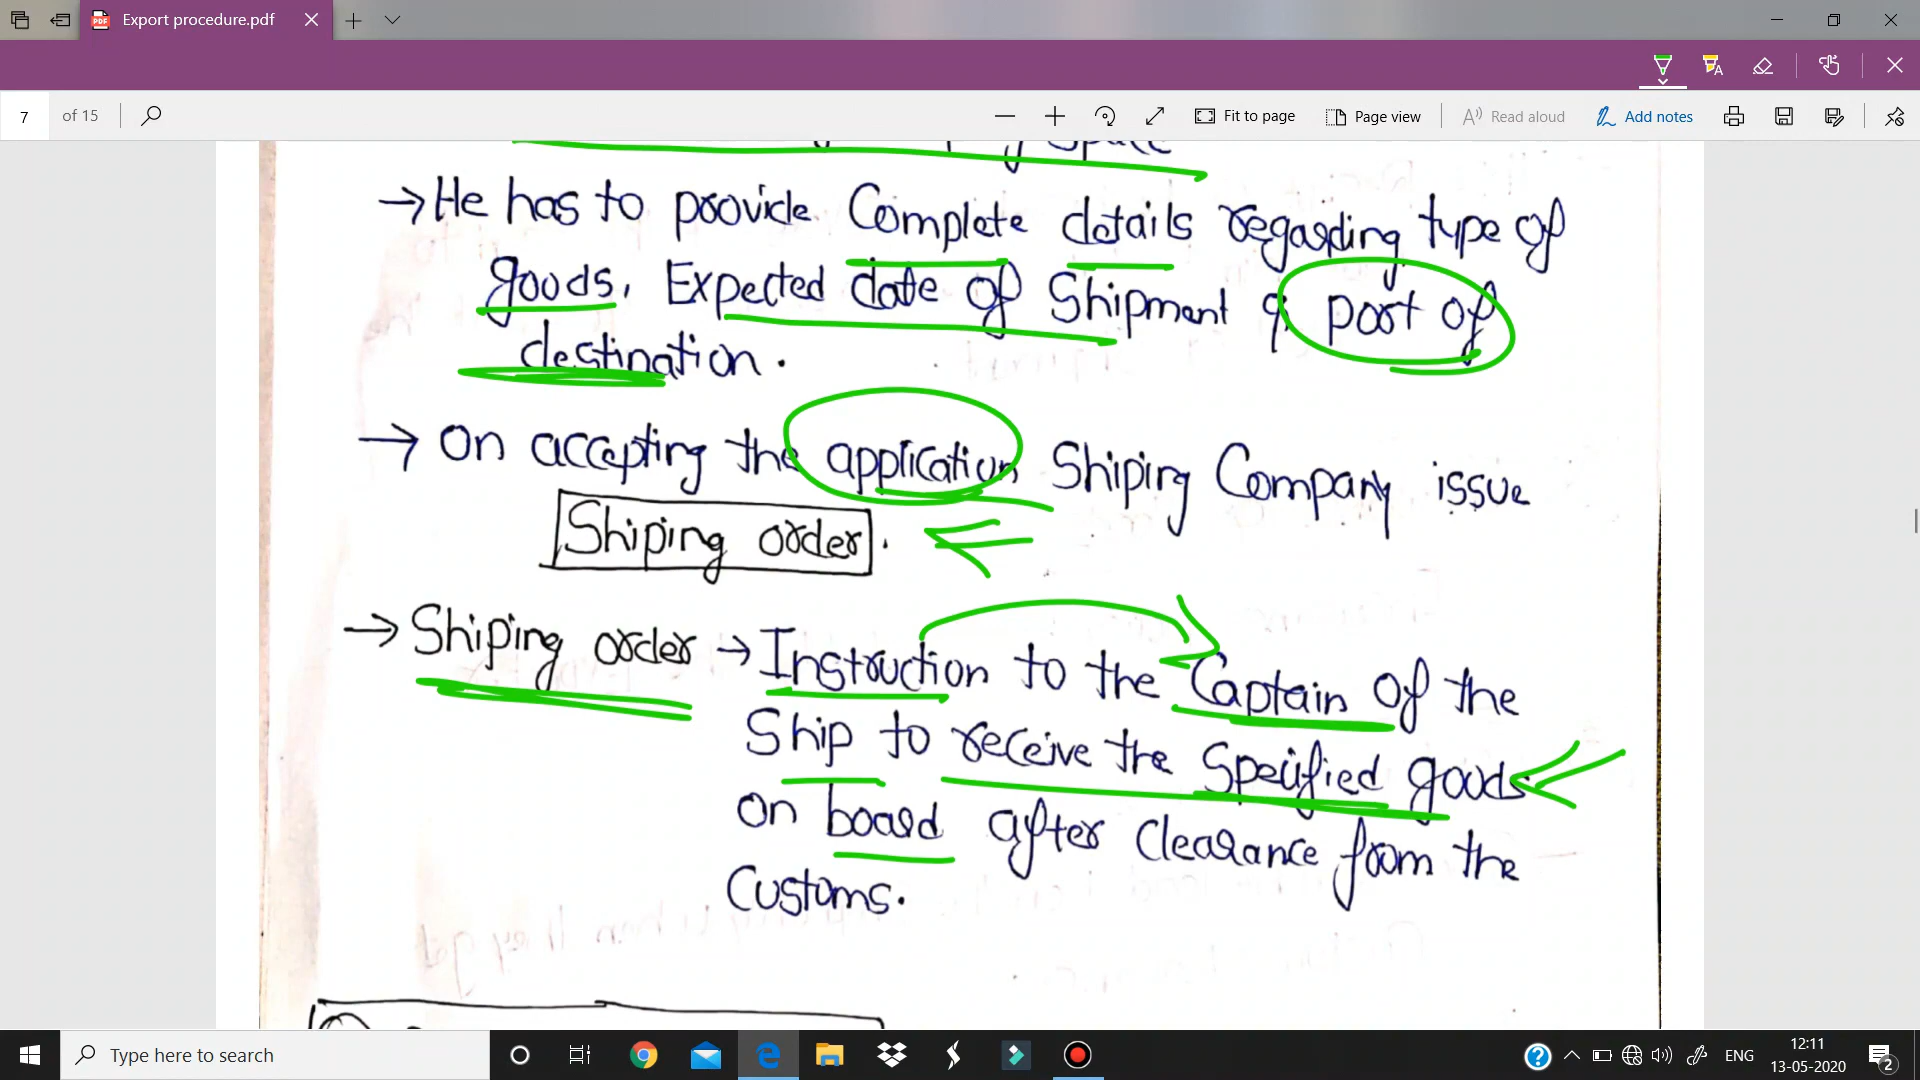 Export procedure.pdf
7 of 15
Fit to page
Page view
Read aloud
Add notes
Space
→ He has to provide Complete details regarding type of
goods, Expected date of Shipment & port of
destination.
→ On accepting the application Shiping Company issue
Shiping order.
→ Shiping order → Instruction to the Captain of the
Ship to receive the Specified goods
on board after Clearance from the
Customs.
Type here to search
ENG
12:11
13-05-2020
2